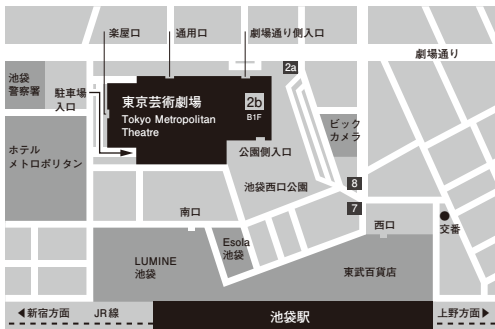 楽屋口
通用口
劇場通り側入口
劇場通り
2a
池袋
警察署
駐車場
入口
東京芸術劇場
Tokyo Metropolitan
Theatre
2b
B1F
ビック
カメラ
ホテル
メトロポリタン
公園側入口
池袋西口公園
8
7
南口
西口
交番
Esola
池袋
LUMINE
池袋
東武百貨店
◀新宿方面
JR線
池袋駅
上野方面▶